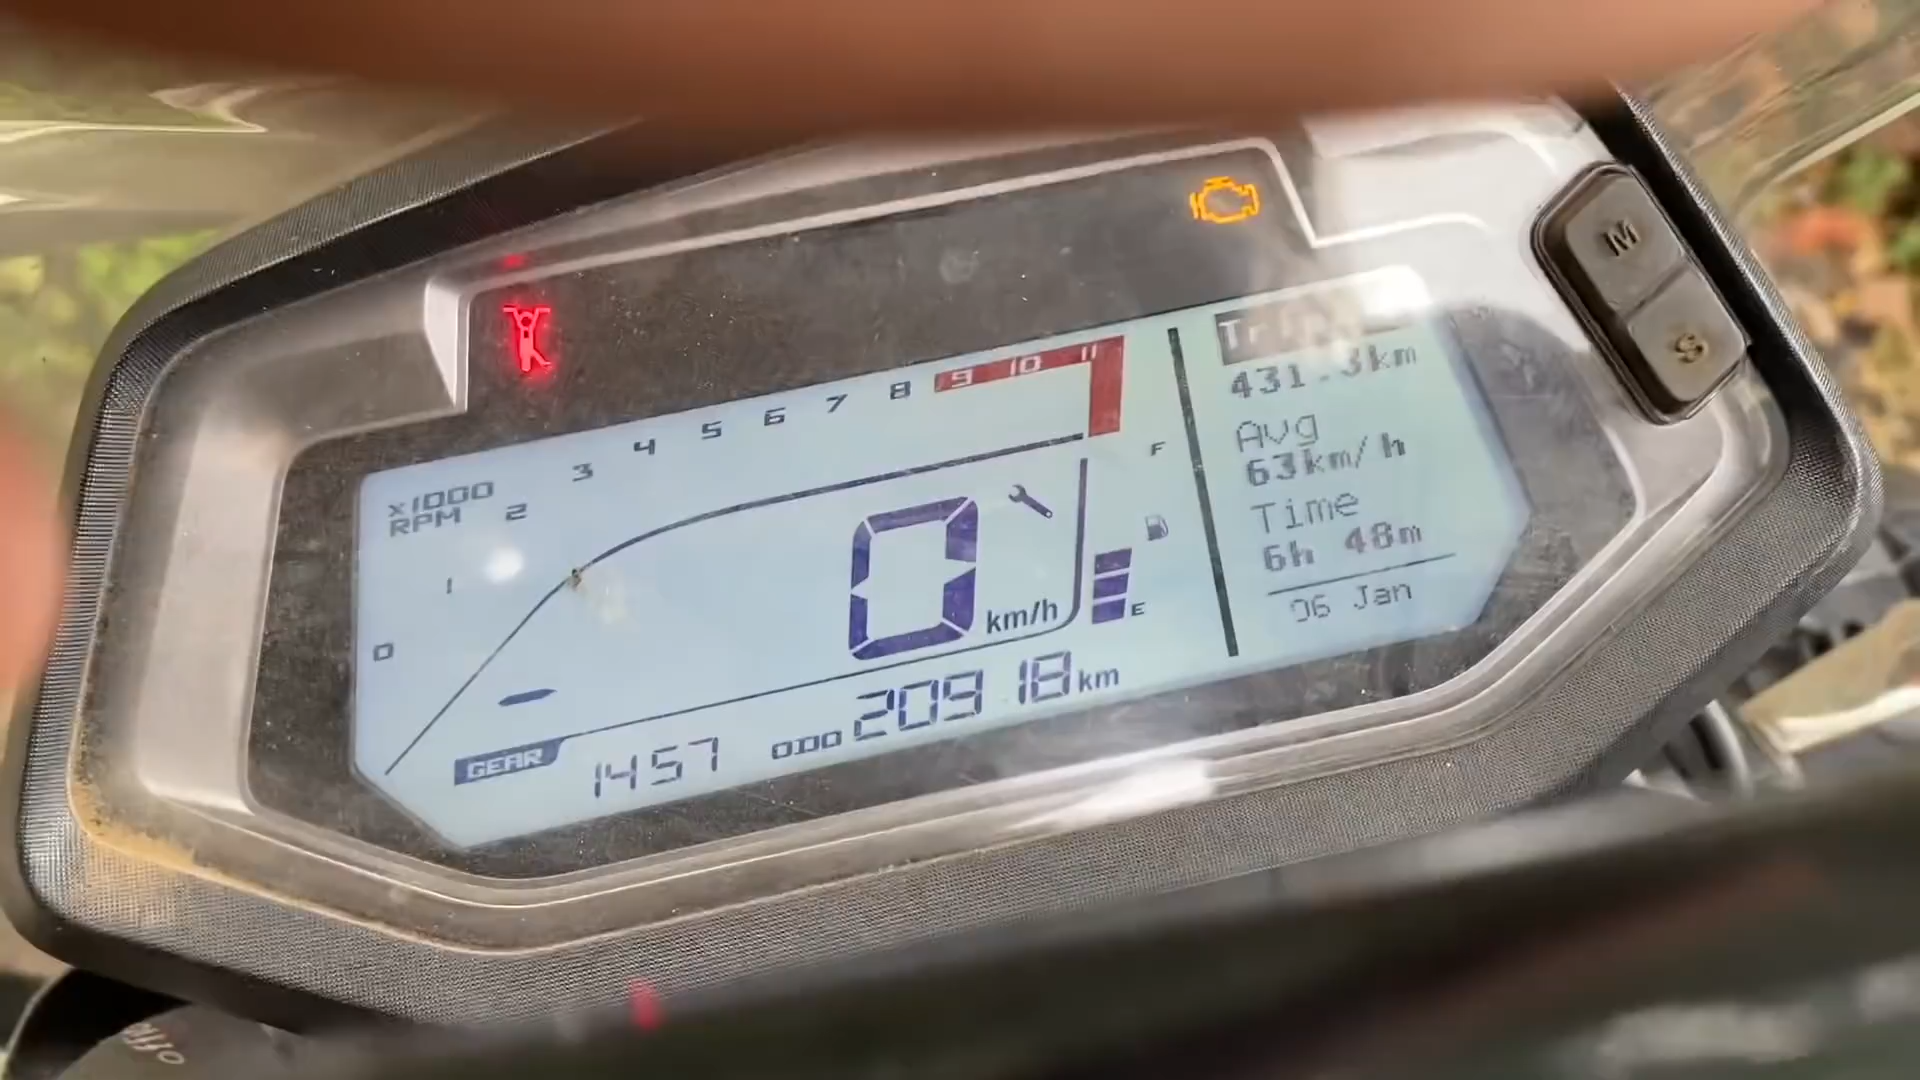 M
S
8 9 10 11
3 4 5 6 7
x1000
RPM 2
1
0
0 km/h
F
E
GEAR
1457 ODO 20918 km
431.3km
Avg
63km/h
Time
6h 48m
06 Jan